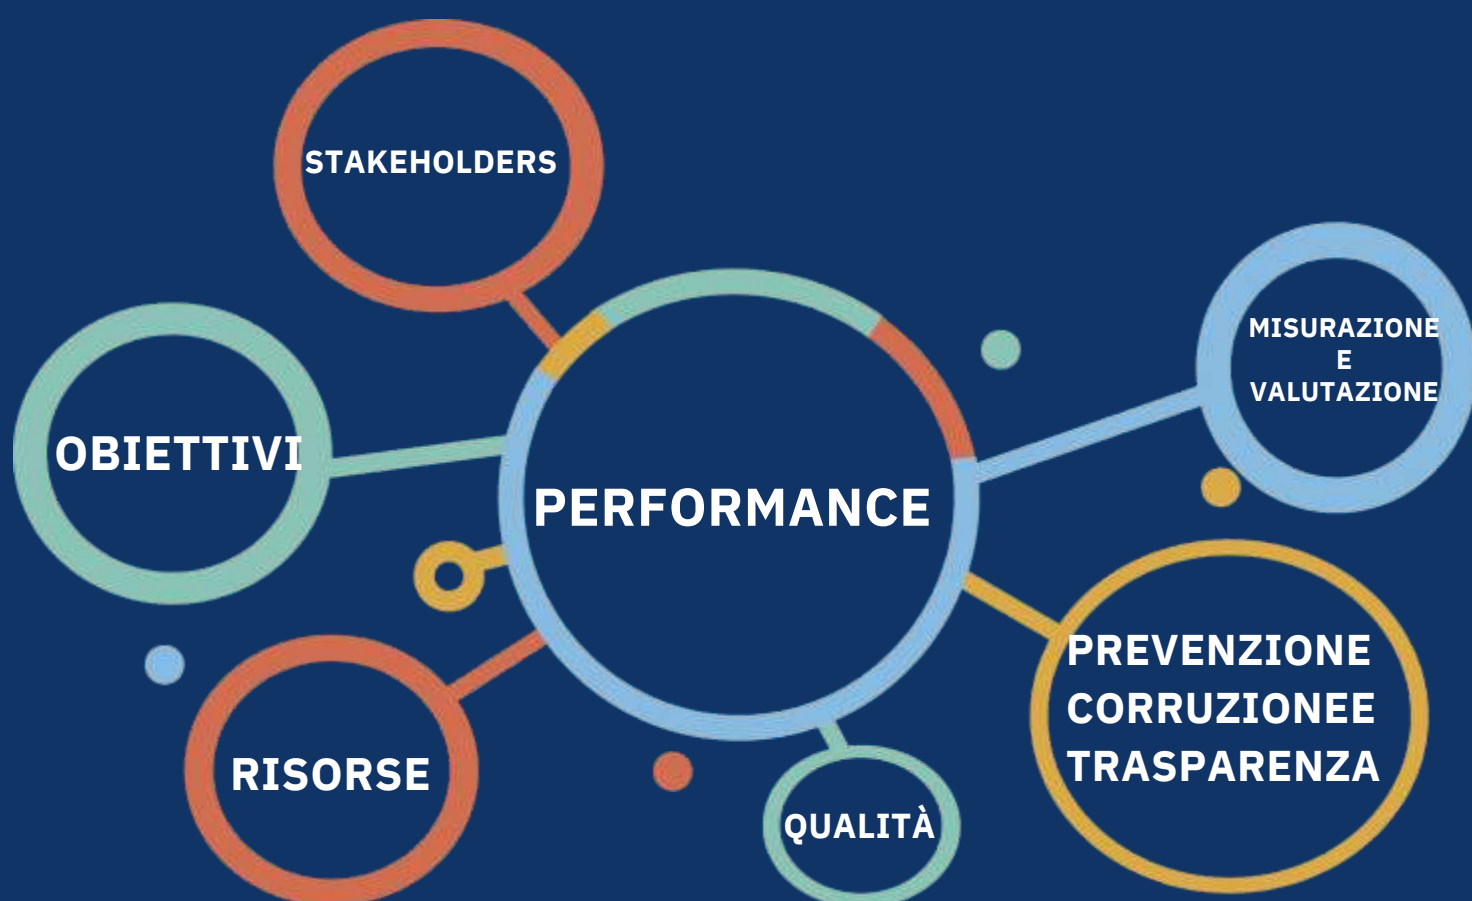 STAKEHOLDERS
MISURAZIONE
E
VALUTAZIONE
OBIETTIVI
PERFORMANCE
PREVENZIONE
CORRUZIONEE
TRASPARENZA
RISORSE
QUALITÀ